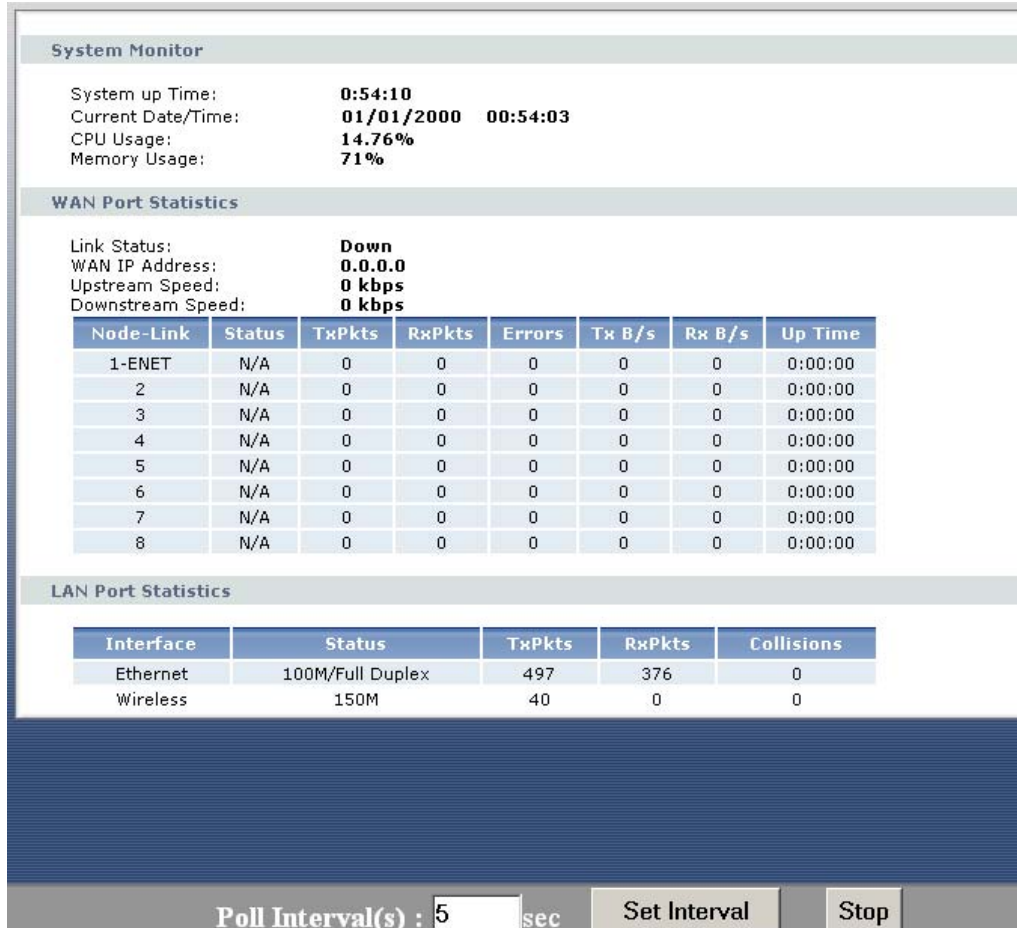 System Monitor
System up Time: 0:54:10
Current Date/Time: 01/01/2000 00:54:03
CPU Usage: 14.76%
Memory Usage: 71%
WAN Port Statistics
Link Status: Down
WAN IP Address: 0.0.0.0
Upstream Speed: 0 kbps
Downstream Speed: 0 kbps
Node-Link Status TxPkts RxPkts Errors Tx B/s Rx B/s Up Time
1-ENET N/A 0 0 0 0 0 0:00:00
2 N/A 0 0 0 0 0 0:00:00
3 N/A 0 0 0 0 0 0:00:00
4 N/A 0 0 0 0 0 0:00:00
5 N/A 0 0 0 0 0 0:00:00
6 N/A 0 0 0 0 0 0:00:00
7 N/A 0 0 0 0 0 0:00:00
8 N/A 0 0 0 0 0 0:00:00
LAN Port Statistics
Interface Status TxPkts RxPkts Collisions
Ethernet 100M/Full Duplex 497 376 0
Wireless 150M 40 0 0
Poll Interval(s) : 5 sec Set Interval Stop